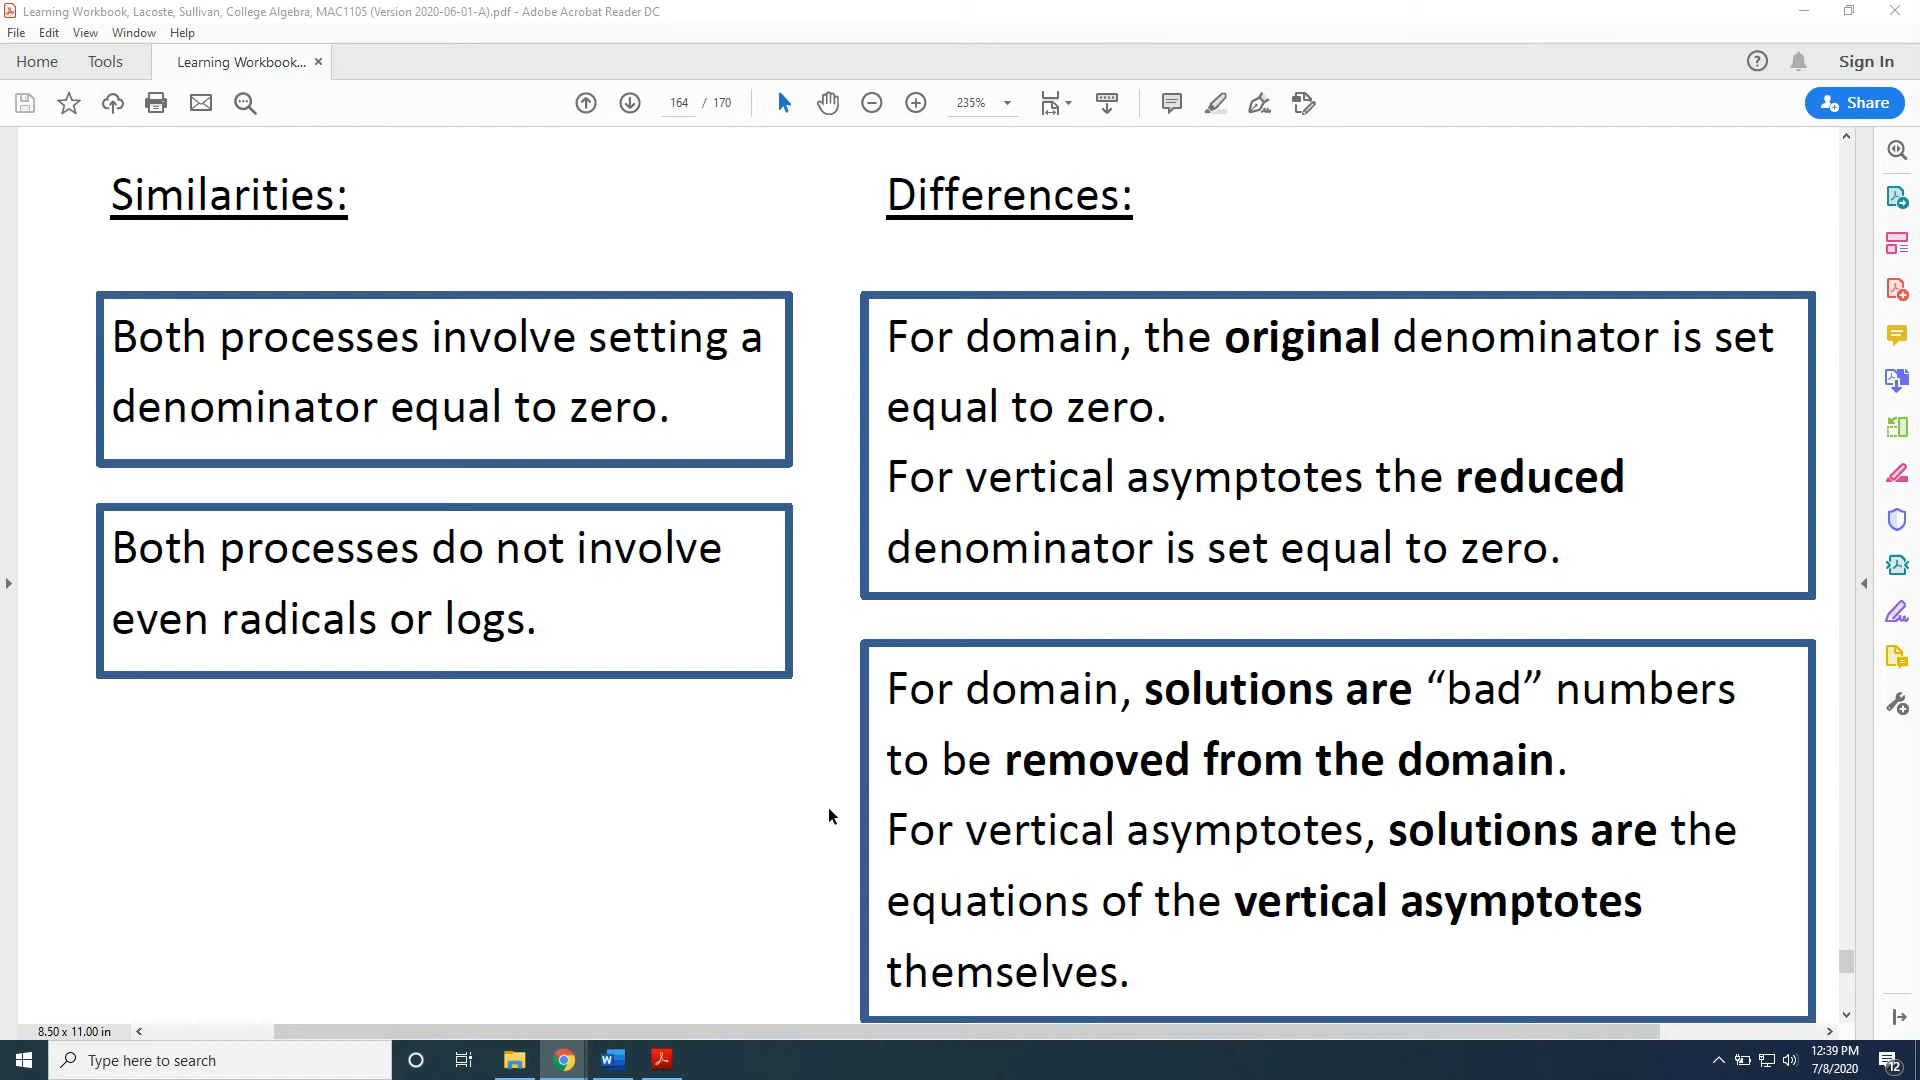 Learning Workbook, Lacoste, Sullivan, College Algebra, MAC1105 (Version 2020-06-01-A).pdf - Adobe Acrobat Reader DC
File Edit View Window Help
Home Tools Learning Workbook... × Sign In
164 / 170 235% Share
Similarities:
Both processes involve setting a
denominator equal to zero.
Both processes do not involve
even radicals or logs.
Differences:
For domain, the original denominator is set
equal to zero.
For vertical asymptotes the reduced
denominator is set equal to zero.
For domain, solutions are “bad” numbers
to be removed from the domain.
For vertical asymptotes, solutions are the
equations of the vertical asymptotes
themselves.
8.50 x 11.00 in
Type here to search
12:39 PM
7/8/2020
12